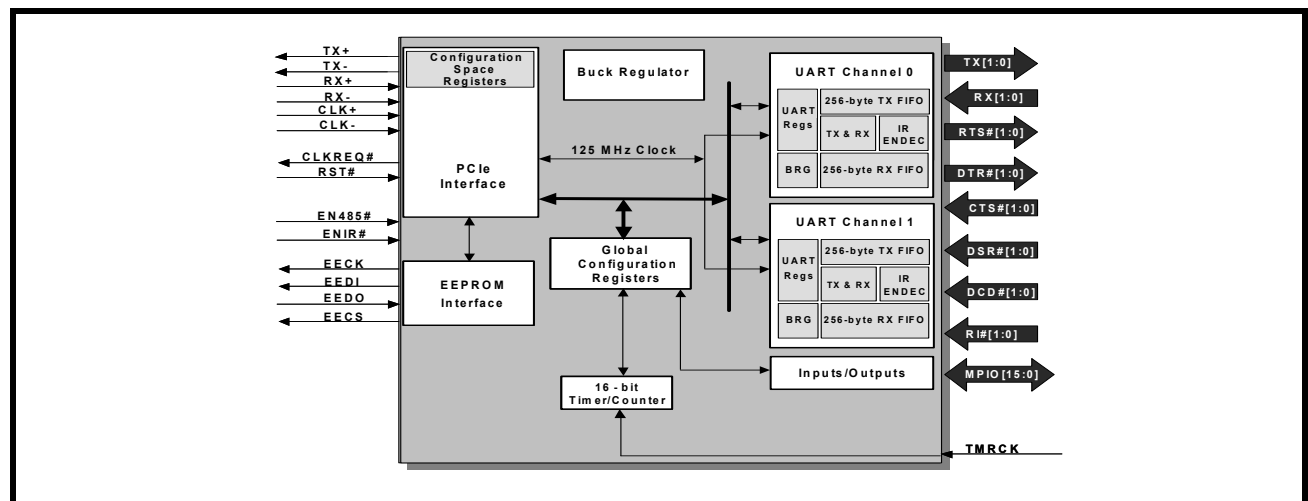 TX+
TX-
RX+
RX-
CLK+
CLK-
CLKREQ#
RST#
EN485#
ENIR#
EECK
EEDI
EEDO
EECS
Configuration
Space
Registers
PCIe
Interface
EEPROM
Interface
Buck Regulator
125 MHz Clock
Global
Configuration
Registers
16-bit
Timer/Counter
UART Channel 0
UART
Regs
256-byte TX FIFO
TX & RX
IR
ENDEC
BRG
256-byte RX FIFO
UART Channel 1
UART
Regs
256-byte TX FIFO
TX & RX
IR
ENDEC
BRG
256-byte RX FIFO
Inputs/Outputs
TX[1:0]
RX[1:0]
RTS#[1:0]
DTR#[1:0]
CTS#[1:0]
DSR#[1:0]
DCD#[1:0]
RI#[1:0]
MPIO[15:0]
TMRCK